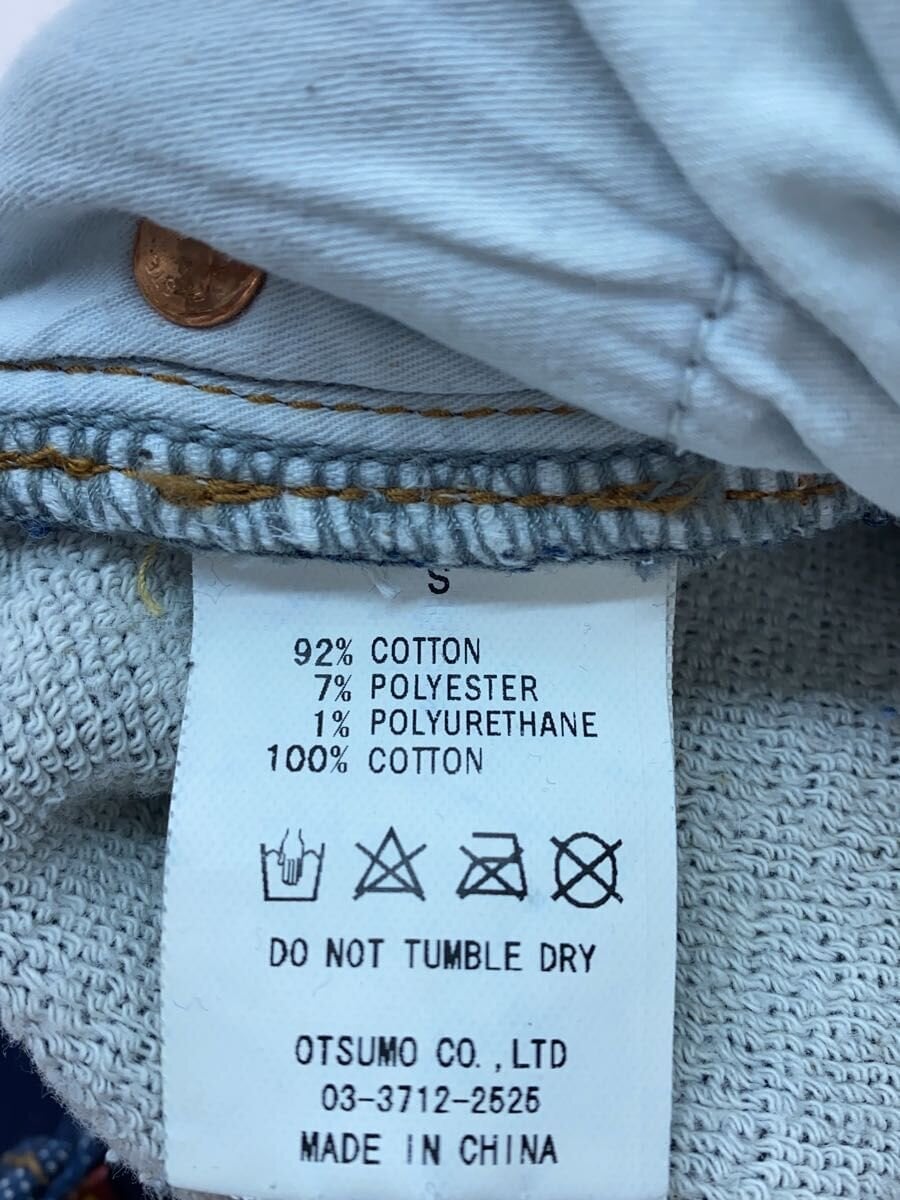 S
92% COTTON
7% POLYESTER
1% POLYURETHANE
100% COTTON
DO NOT TUMBLE DRY
OTSUMO CO.,LTD
03-3712-2525
MADE IN CHINA